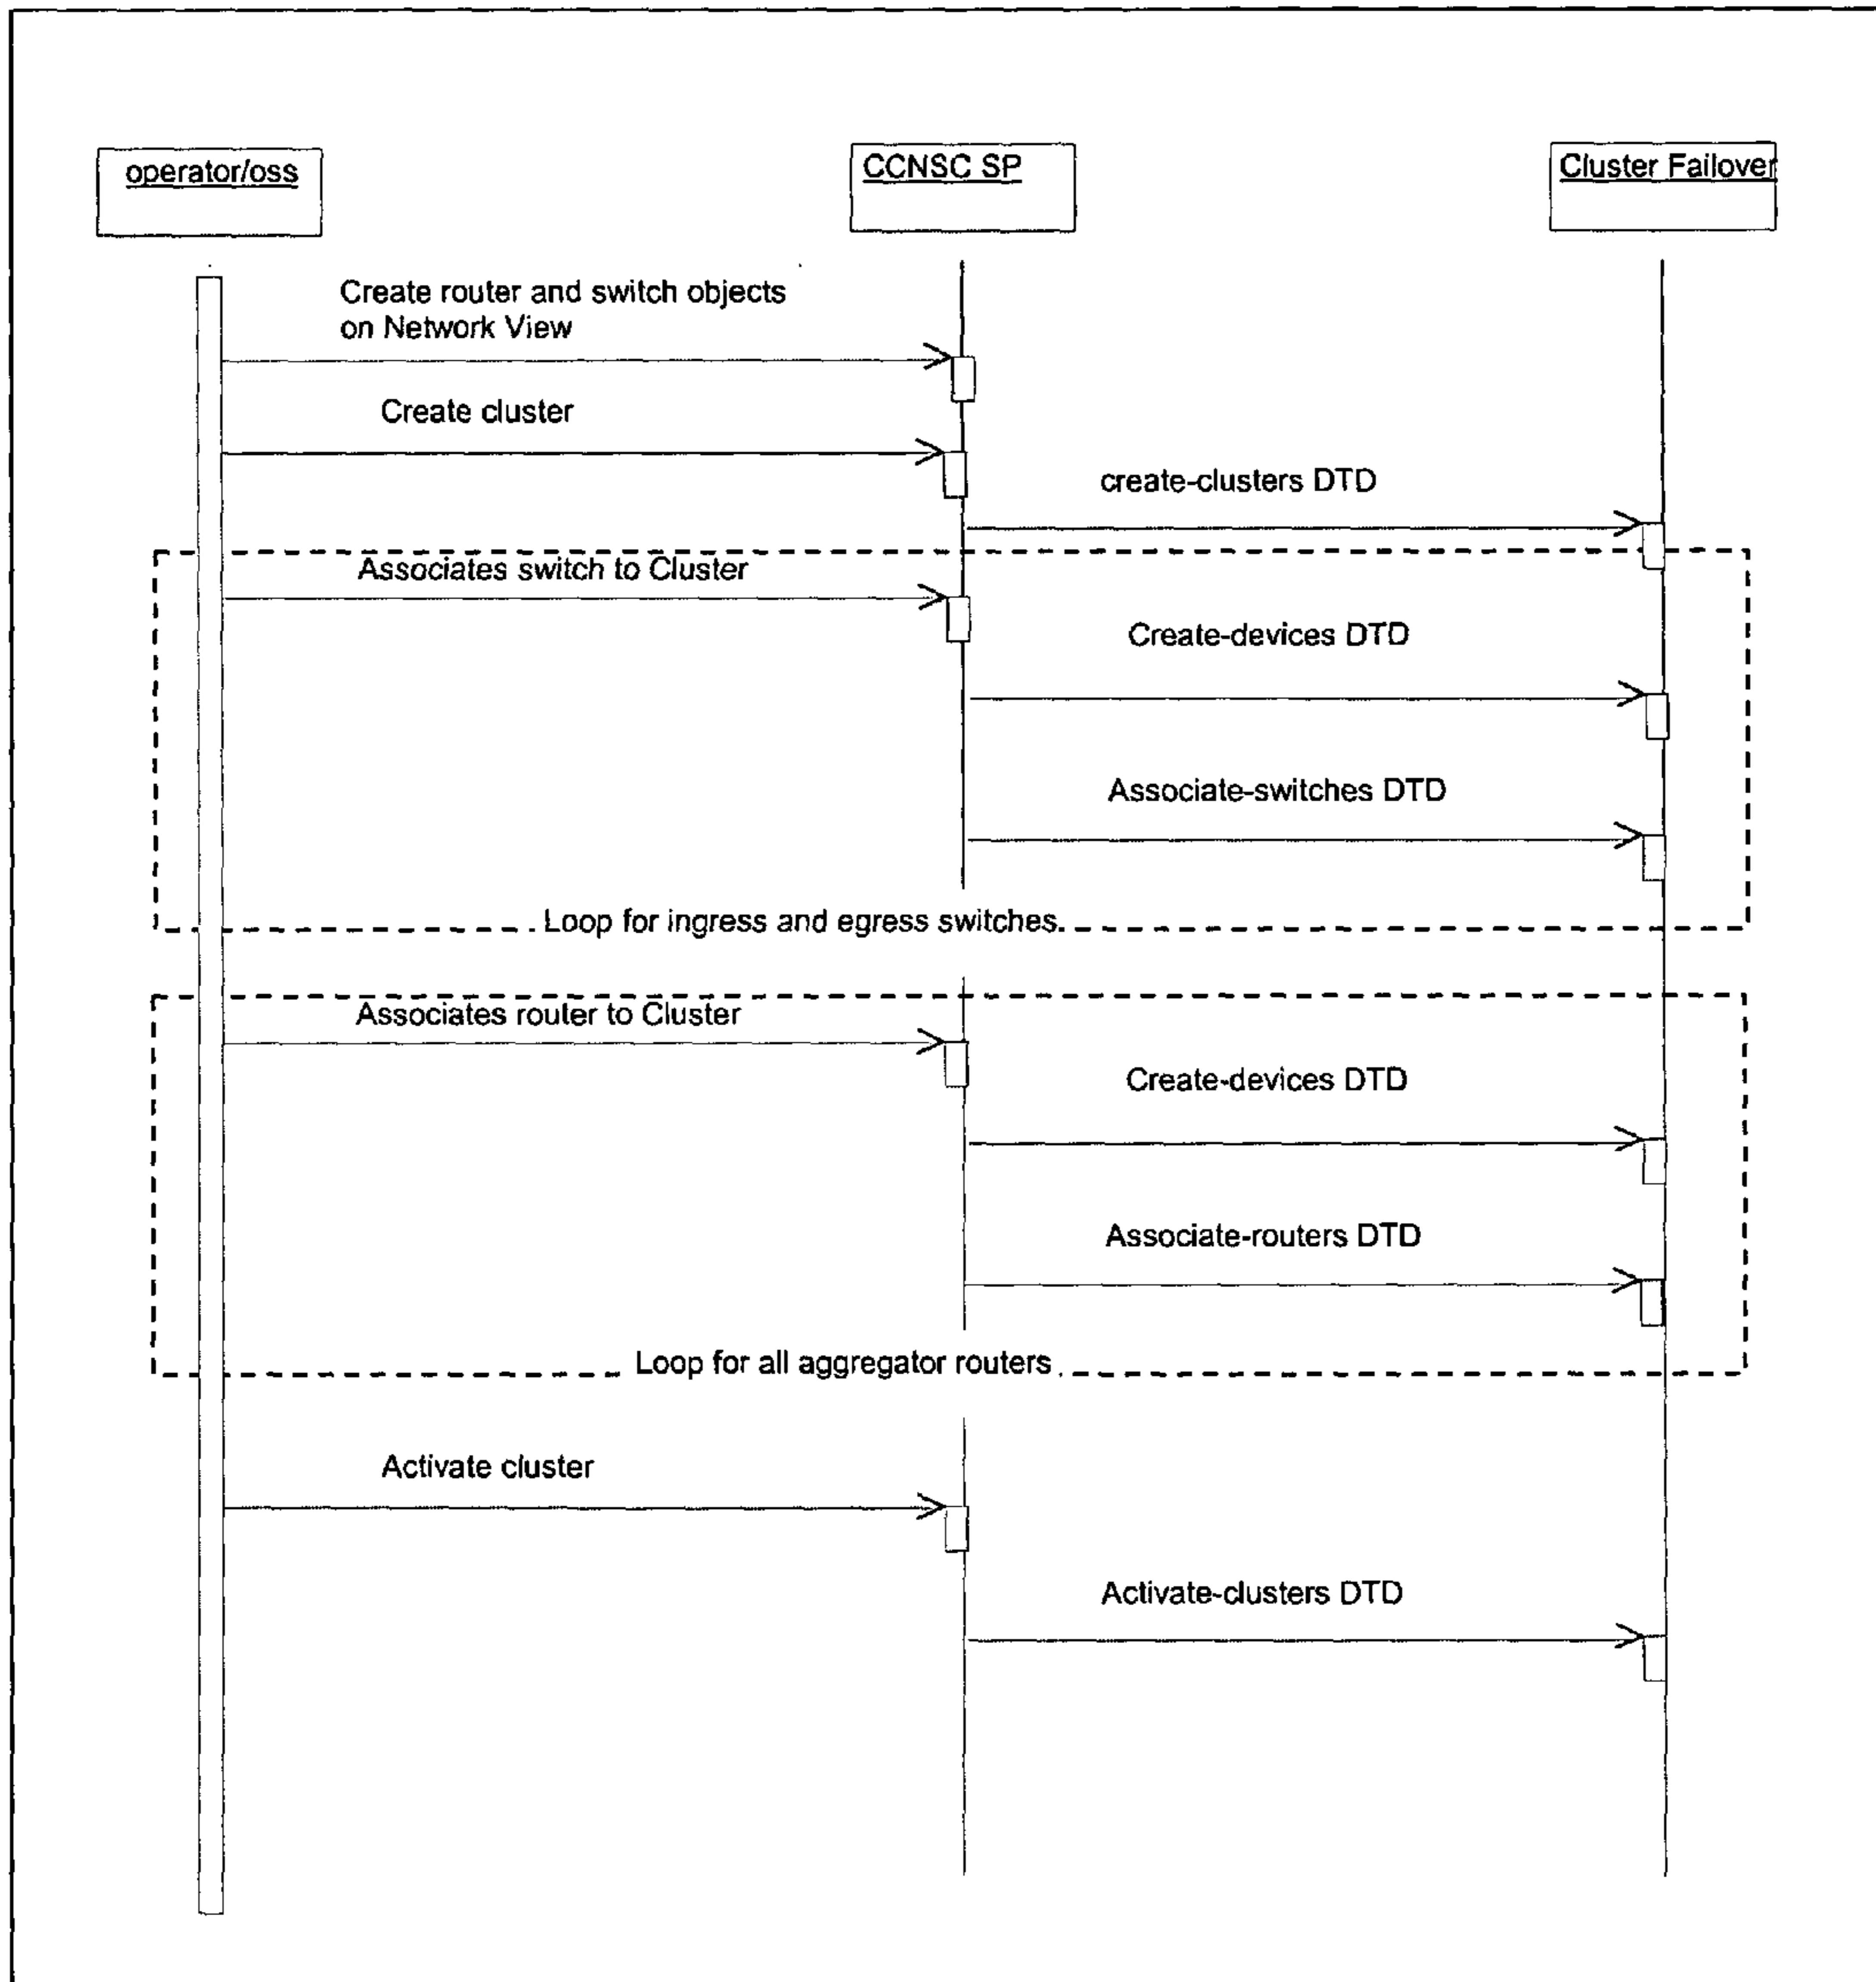 operator/oss
CCNSC SP
Cluster Failover
Create router and switch objects
on Network View
Create cluster
create-clusters DTD
Associates switch to Cluster
Create-devices DTD
Associate-switches DTD
Loop for ingress and egress switches
Associates router to Cluster
Create-devices DTD
Associate-routers DTD
Loop for all aggregator routers
Activate cluster
Activate-clusters DTD